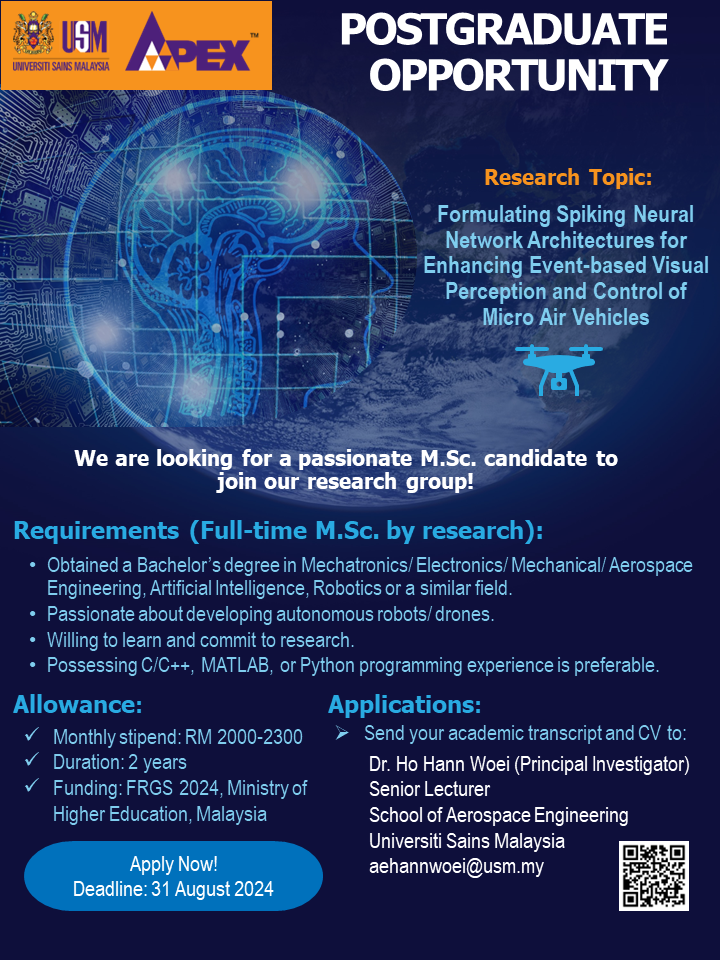 USM
UNIVERSITI SAINS MALAYSIA
APEX™
POSTGRADUATE
OPPORTUNITY
Research Topic:
Formulating Spiking Neural
Network Architectures for
Enhancing Event-based Visual
Perception and Control of
Micro Air Vehicles
We are looking for a passionate M.Sc. candidate to
join our research group!
Requirements (Full-time M.Sc. by research):
• Obtained a Bachelor's degree in Mechatronics/ Electronics/ Mechanical/ Aerospace
Engineering, Artificial Intelligence, Robotics or a similar field.
• Passionate about developing autonomous robots/ drones.
• Willing to learn and commit to research.
• Possessing C/C++, MATLAB, or Python programming experience is preferable.
Allowance:
✓ Monthly stipend: RM 2000-2300
✓ Duration: 2 years
✓ Funding: FRGS 2024, Ministry of
Higher Education, Malaysia
Apply Now!
Deadline: 31 August 2024
Applications:
➢ Send your academic transcript and CV to:
Dr. Ho Hann Woei (Principal Investigator)
Senior Lecturer
School of Aerospace Engineering
Universiti Sains Malaysia
aehannwoei@usm.my